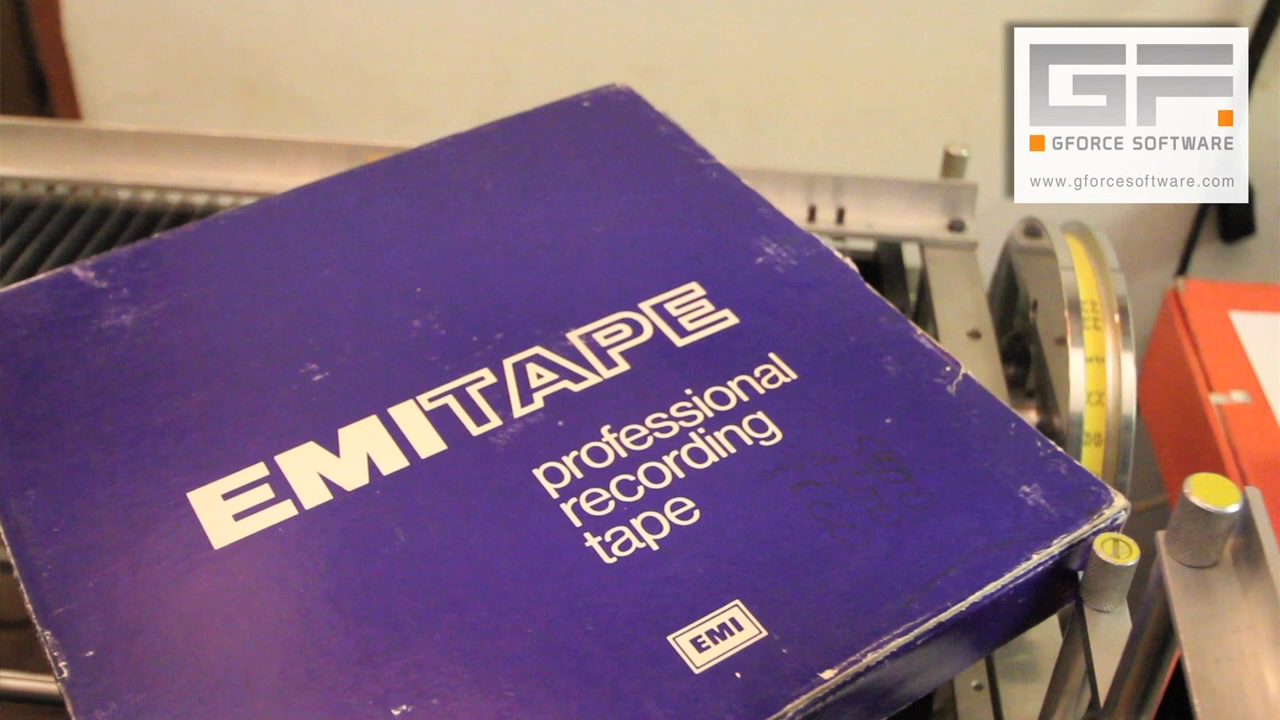 GF
GFORCE SOFTWARE
www.gforcesoftware.com
EMITAPE
professional
recording
tape
EMI